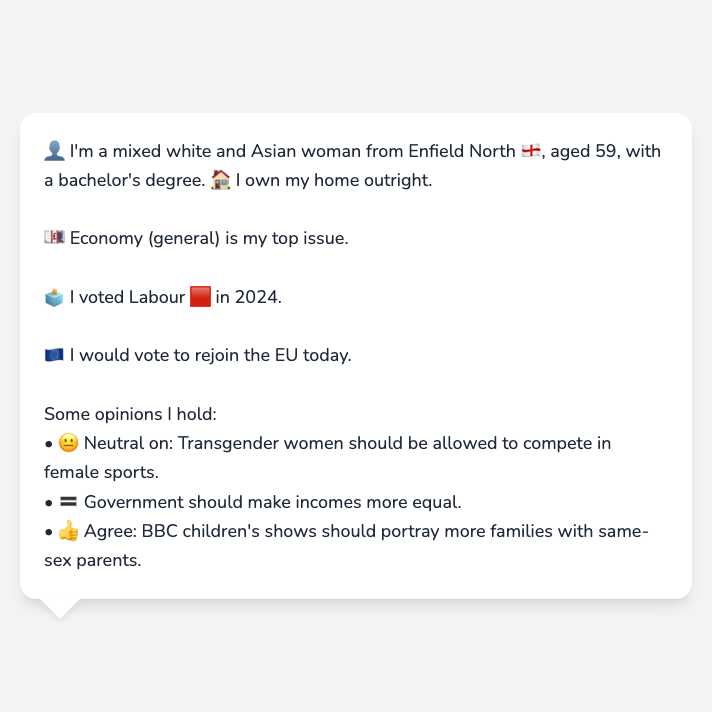 👤 I'm a mixed white and Asian woman from Enfield North 🏴󠁧󠁢󠁥󠁮󠁧󠁿, aged 59, with
a bachelor's degree. 🏠 I own my home outright.
💷 Economy (general) is my top issue.
🗳️ I voted Labour 🟥 in 2024.
🇪🇺 I would vote to rejoin the EU today.
Some opinions I hold:
• 😐 Neutral on: Transgender women should be allowed to compete in
female sports.
• 🟰 Government should make incomes more equal.
• 👍 Agree: BBC children's shows should portray more families with same-
sex parents.